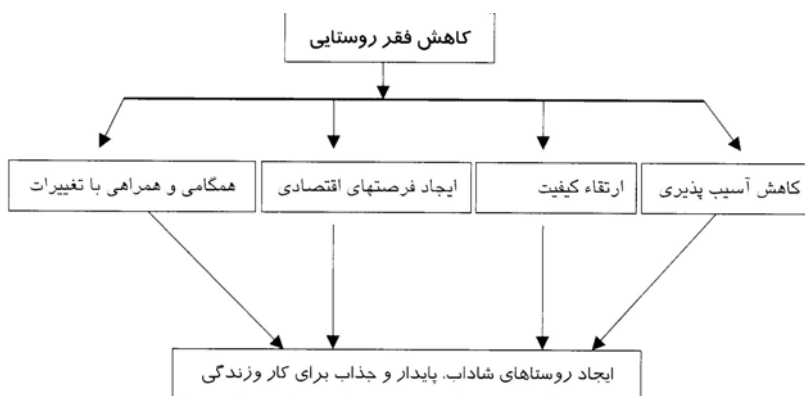 کاهش فقر روستایی
کاهش آسیب پذیری
ارتقاء کیفیت
ایجاد فرصتهای اقتصادی
همگامی و همراهی با تغییرات
ایجاد روستاهای شاداب، پایدار و جذاب برای کار وزندگی